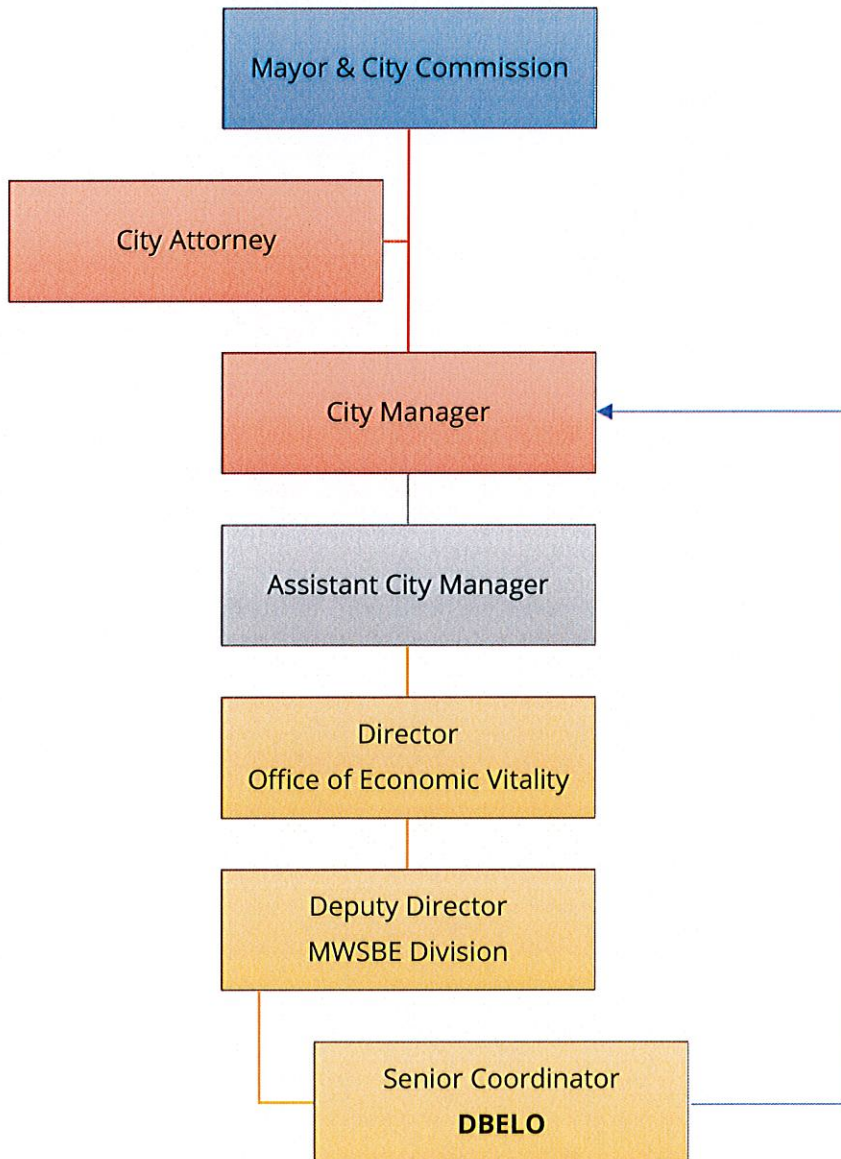 Mayor & City Commission
City Attorney
City Manager
Assistant City Manager
Director
Office of Economic Vitality
Deputy Director
MWSBE Division
Senior Coordinator
DBELO